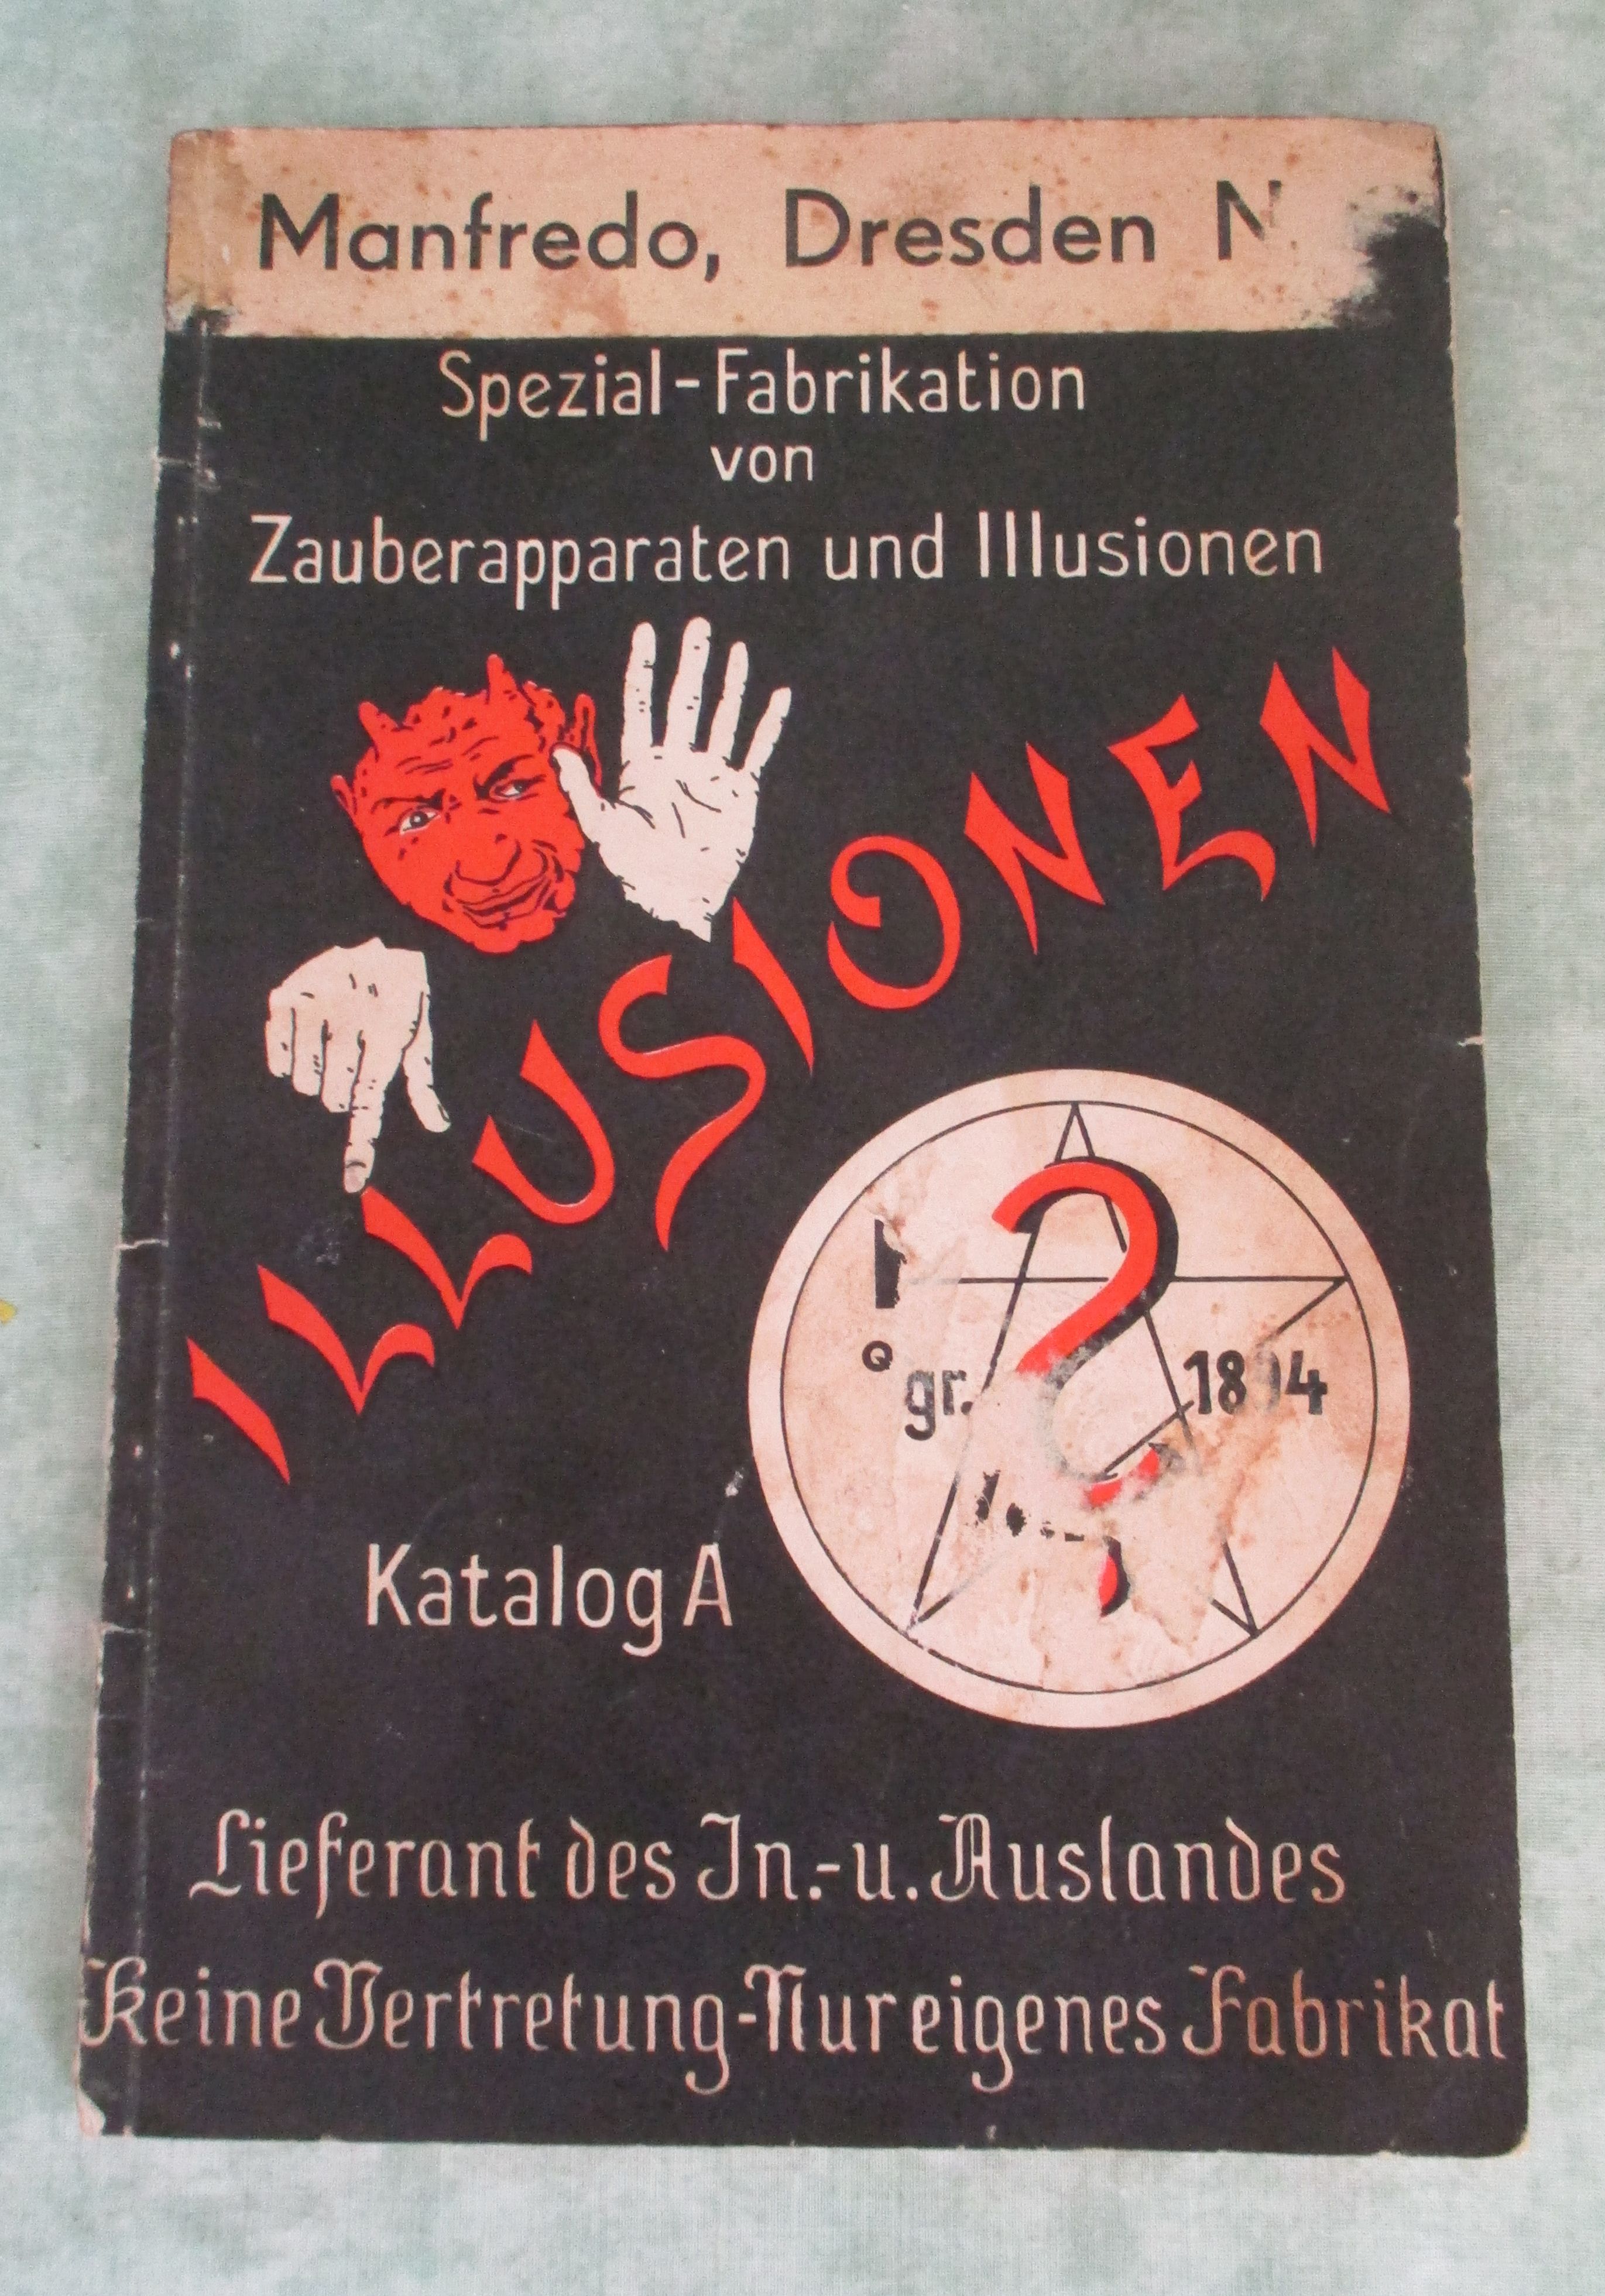 Manfredo, Dresden N
Spezial-Fabrikation
von
Zauberapparaten und Illusionen
ILLUSIONEN
?
gr. 1894
Katalog A
Lieferant des In.-u. Auslandes
Keine Vertretung-Nur eigenes Fabrikat